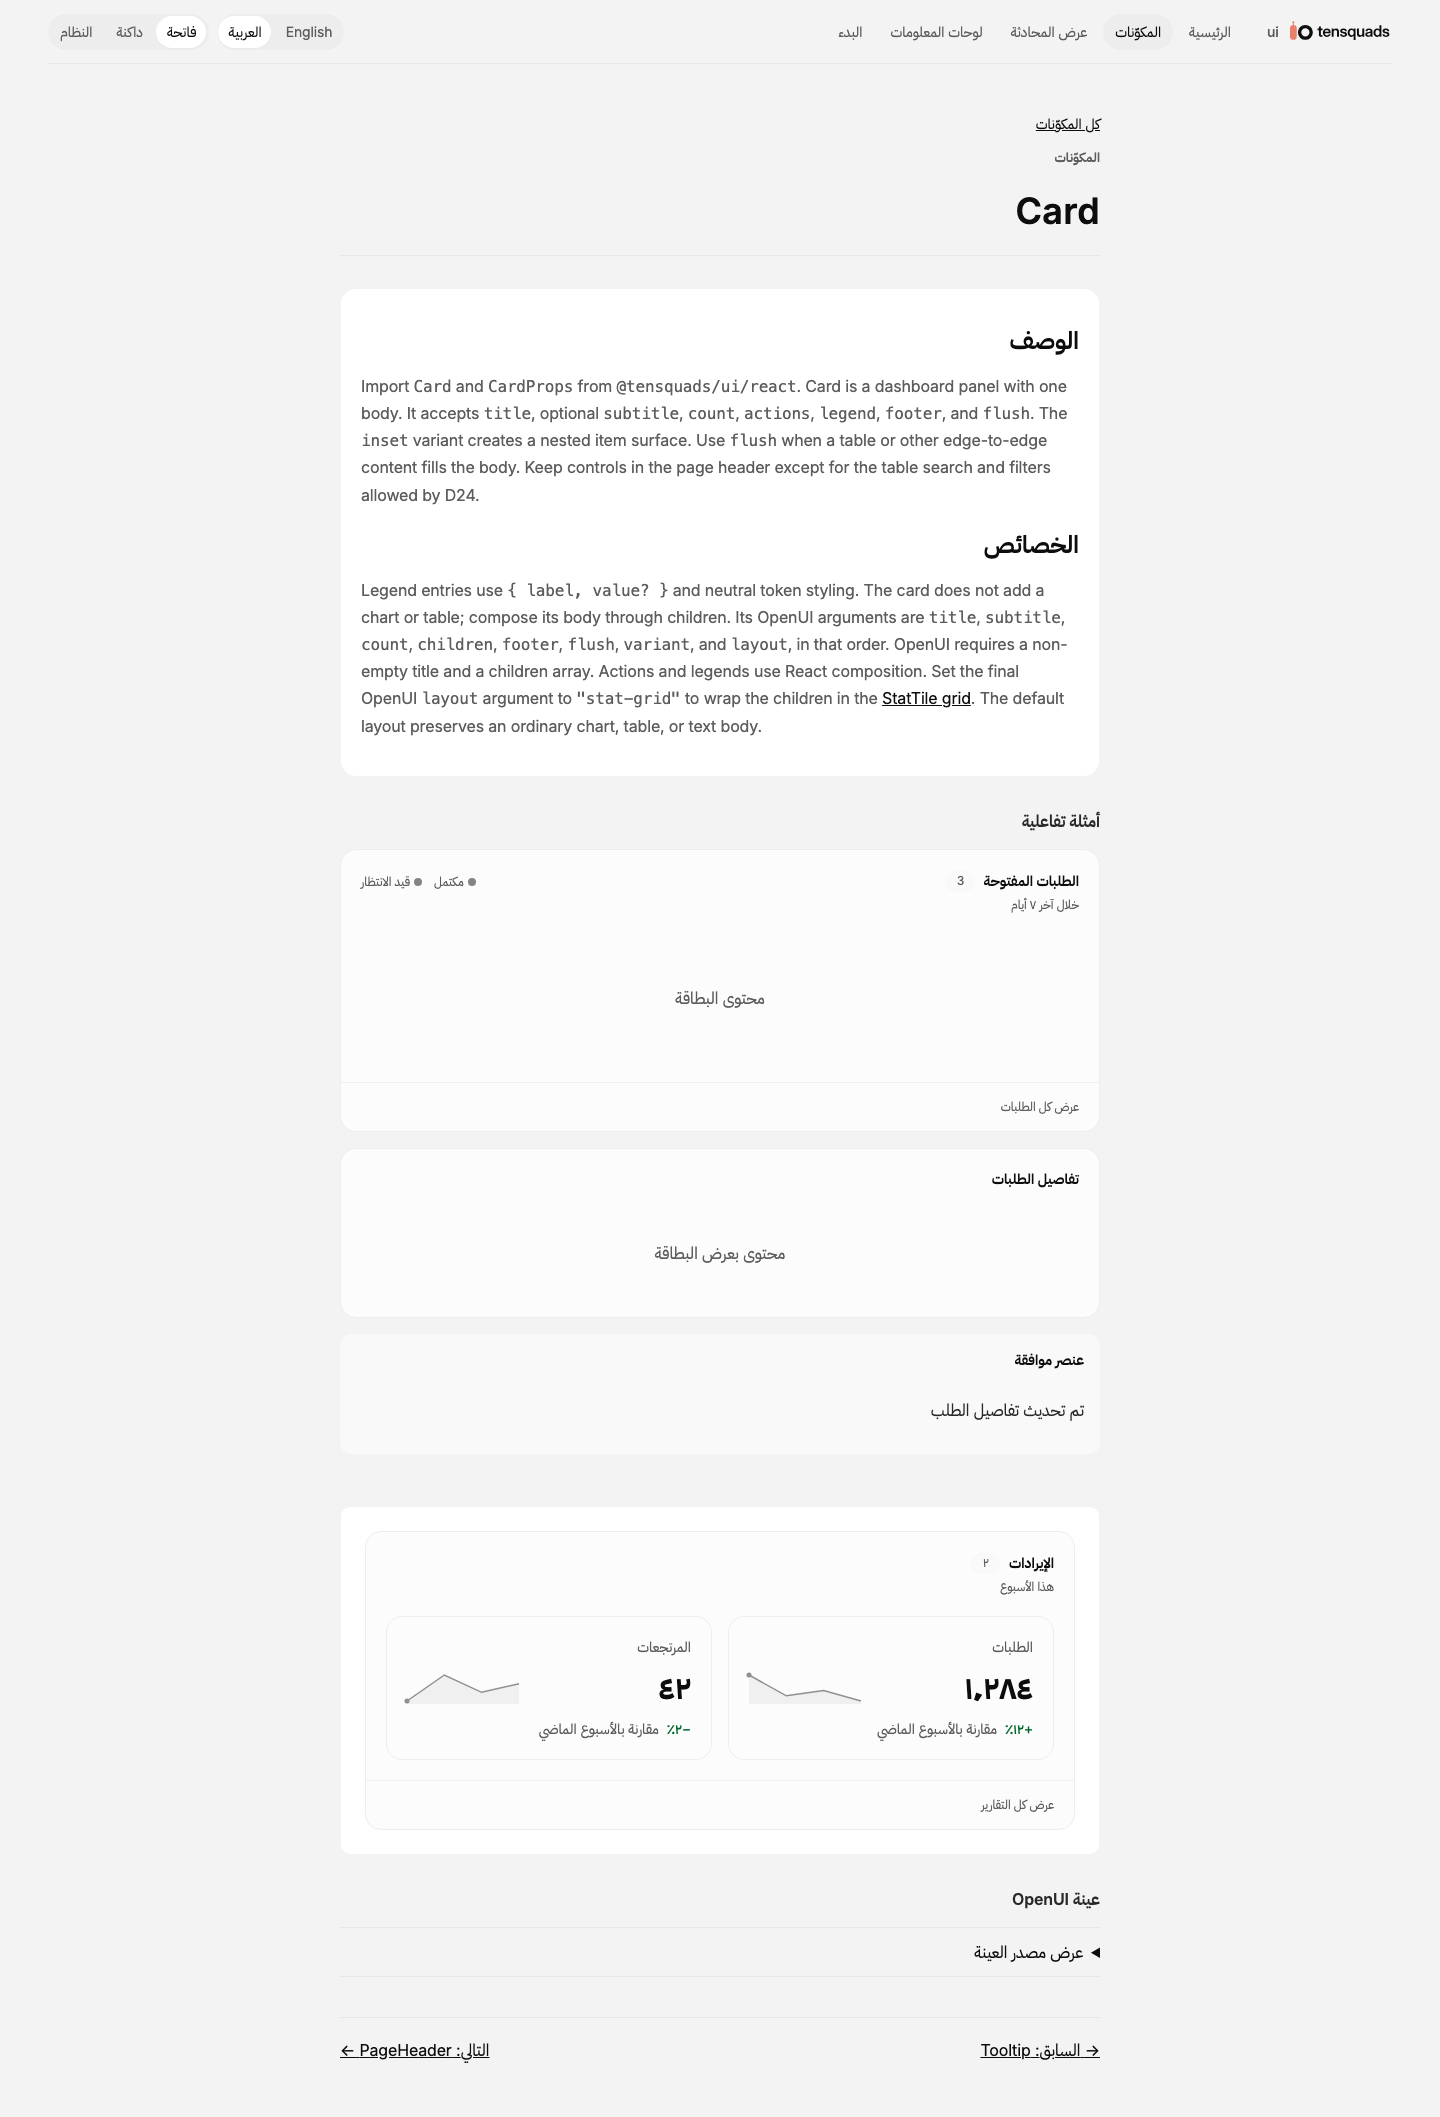 tensquads ui
الرئيسية
المكوّنات
عرض المحادثة
لوحات المعلومات
البدء
English
العربية
فاتحة
داكنة
النظام
كل المكوّنات
المكوّنات
Card
الوصف
Import Card and CardProps from @tensquads/ui/react. Card is a dashboard panel with one
body. It accepts title, optional subtitle, count, actions, legend, footer, and flush. The
inset variant creates a nested item surface. Use flush when a table or other edge-to-edge
content fills the body. Keep controls in the page header except for the table search and filters
allowed by D24.
الخصائص
Legend entries use { label, value? } and neutral token styling. The card does not add a
chart or table; compose its body through children. Its OpenUI arguments are title, subtitle,
count, children, footer, flush, variant, and layout, in that order. OpenUI requires a non-
empty title and a children array. Actions and legends use React composition. Set the final
OpenUI layout argument to "stat-grid" to wrap the children in the StatTile grid. The default
layout preserves an ordinary chart, table, or text body.
أمثلة تفاعلية
الطلبات المفتوحة 3
مكتمل
قيد الانتظار
خلال آخر ٧ أيام
محتوى البطاقة
عرض كل الطلبات
تفاصيل الطلبات
محتوى بعرض البطاقة
عنصر موافقة
تم تحديث تفاصيل الطلب
الإيرادات ٢
هذا الأسبوع
الطلبات
١٬٢٨٤
+١٢٪ مقارنة بالأسبوع الماضي
المرتجعات
٤٢
−٢٪ مقارنة بالأسبوع الماضي
عرض كل التقارير
عينة OpenUI
عرض مصدر العينة
→ السابق: Tooltip
التالي: PageHeader ←